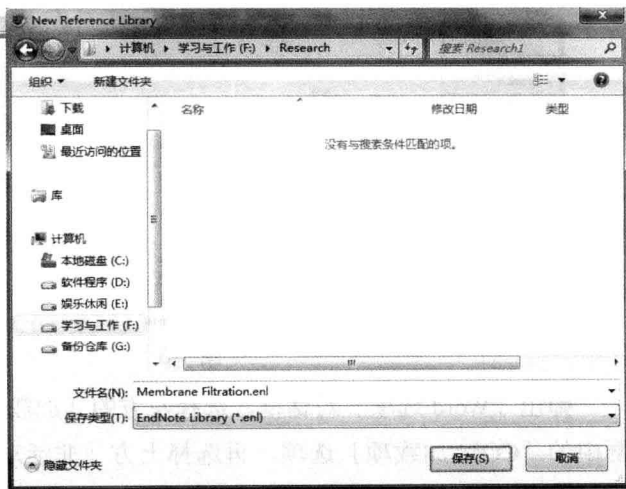 New Reference Library
计算机 ▸ 学习与工作 (F:) ▸ Research
搜索 Research1
组织 ▾ 新建文件夹
名称 修改日期 类型
没有与搜索条件匹配的项。
下载
桌面
最近访问的位置
库
计算机
本地磁盘 (C:)
软件程序 (D:)
娱乐休闲 (E:)
学习与工作 (F:)
备份仓库 (G:)
文件名(N): Membrane Filtration.enl
保存类型(T): EndNote Library (*.enl)
隐藏文件夹 保存(S) 取消